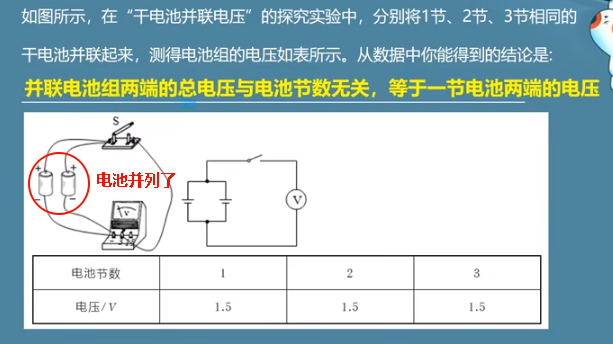 如图所示，在“干电池并联电压”的探究实验中，分别将1节、2节、3节相同的
干电池并联起来，测得电池组的电压如表所示。从数据中你能得到的结论是:
并联电池组两端的总电压与电池节数无关，等于一节电池两端的电压
S
+ +
电池并列了
− −
V
V
电池节数 1 2 3
电压/V 1.5 1.5 1.5